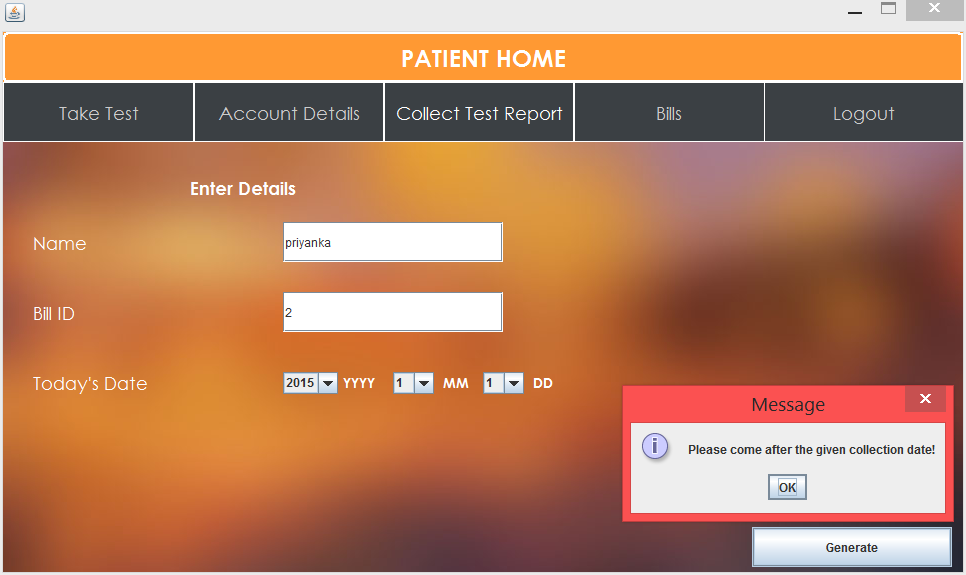 PATIENT HOME
Take Test Account Details Collect Test Report Bills Logout
Enter Details
Name priyanka
Bill ID 2
Today's Date 2015 YYYY 1 MM 1 DD
Message
i Please come after the given collection date!
OK
Generate